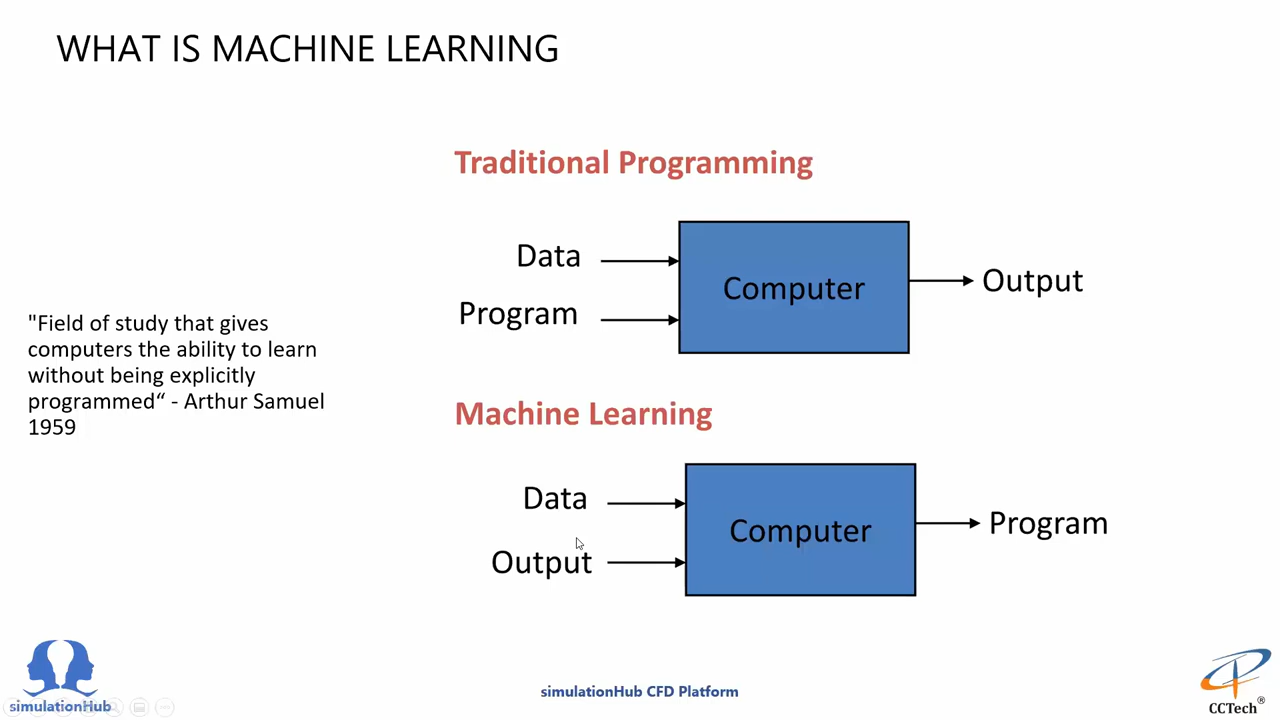 WHAT IS MACHINE LEARNING
Traditional Programming
Data
Program
Computer
Output
"Field of study that gives
computers the ability to learn
without being explicitly
programmed“ - Arthur Samuel
1959
Machine Learning
Data
Output
Computer
Program
simulationHub
simulationHub CFD Platform
CCTech®